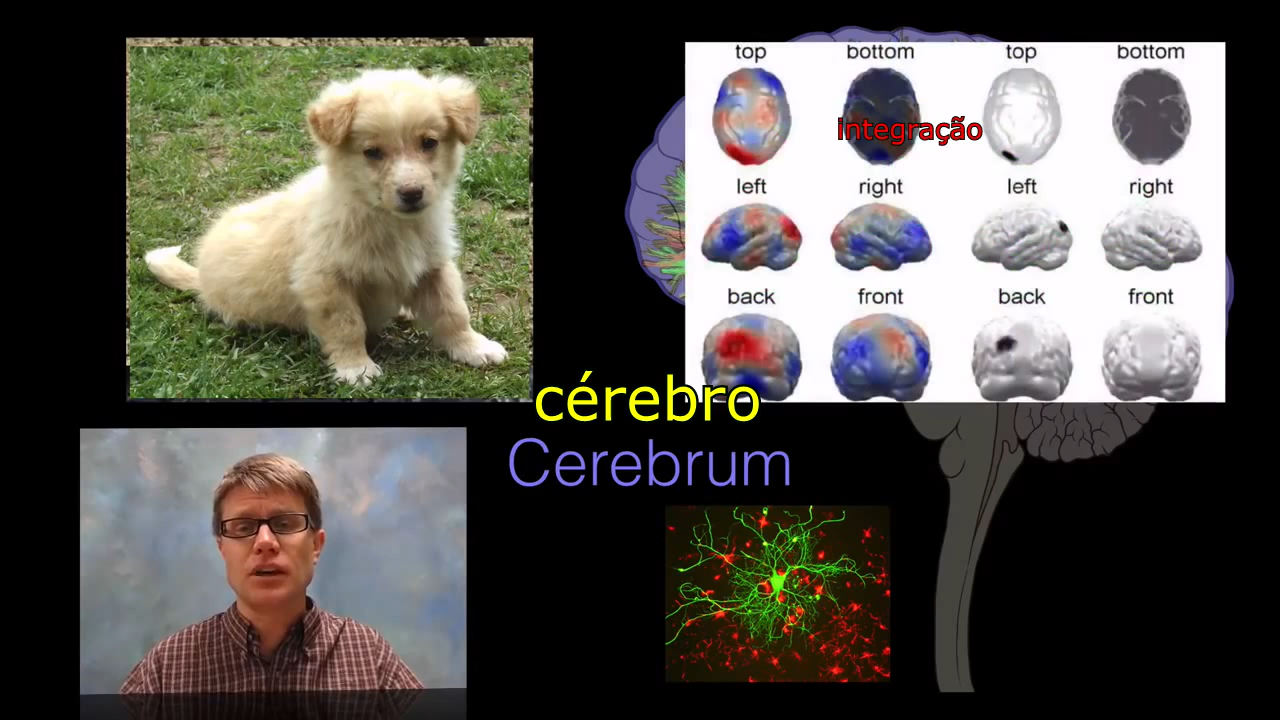 top bottom top bottom
integração
left right left right
back front back front
cérebro
Cerebrum